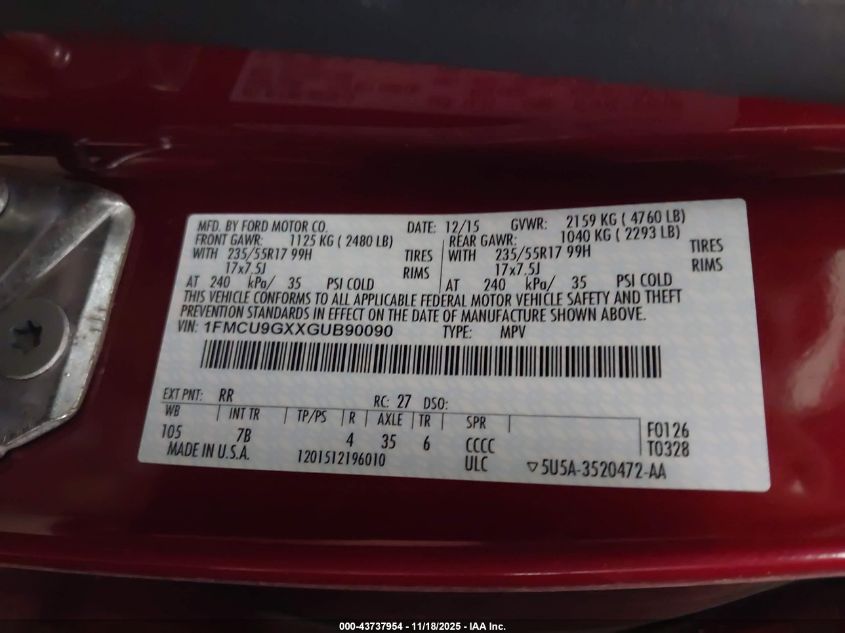 MFD. BY FORD MOTOR CO. DATE: 12/15 GVWR: 2159 KG ( 4760 LB)
FRONT GAWR: 1125 KG ( 2480 LB) REAR GAWR: 1040 KG ( 2293 LB)
WITH 235/55R17 99H TIRES WITH 235/55R17 99H TIRES
17x7.5J RIMS 17x7.5J RIMS
AT 240 kPa/ 35 PSI COLD AT 240 kPa/ 35 PSI COLD
THIS VEHICLE CONFORMS TO ALL APPLICABLE FEDERAL MOTOR VEHICLE SAFETY AND THEFT
PREVENTION STANDARDS IN EFFECT ON THE DATE OF MANUFACTURE SHOWN ABOVE.
VIN: 1FMCU9GXXGUB90090 TYPE: MPV
EXT PNT: RR RC: 27 DSO:
WB INT TR TP/PS R AXLE TR SPR F0126
105 7B 4 35 6 CCCC T0328
MADE IN U.S.A. 1201512196010 ULC ▽5U5A-3520472-AA
000-43737954 - 11/18/2025 - IAA Inc.